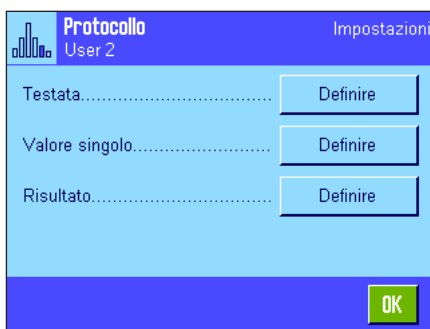 Protocollo Impostazioni
User 2
Testata................................. Definire
Valore singolo......................... Definire
Risultato................................ Definire
OK